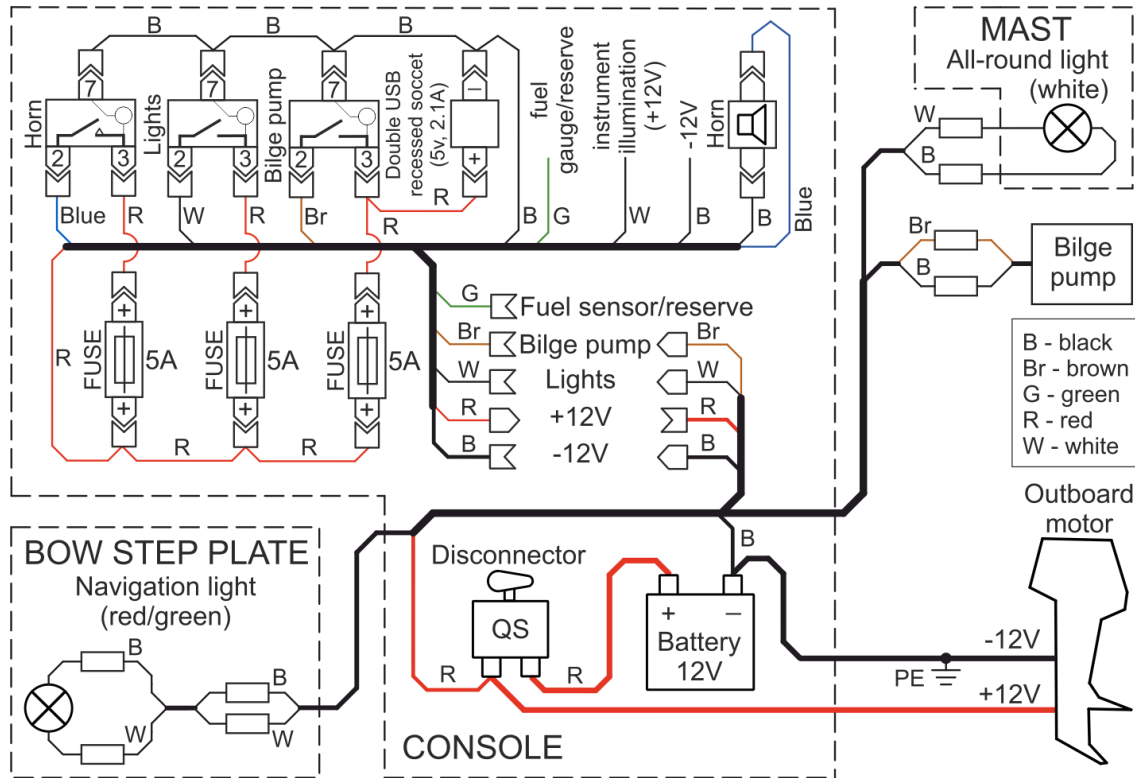 B
B
B
7
7
7
–
Horn
Lights
Bilge pump
Double USB
recessed soccet
(5v, 2.1A)
2
3
2
3
2
3
+
fuel
gauge/reserve
instrument
illumination
(+12V)
-12V
Horn
Blue
R
W
R
Br
R
R
B
G
W
B
B
Blue
MAST
All-round light
(white)
W
B
Br
B
Bilge
pump
B - black
Br - brown
G - green
R - red
W - white
R
+
FUSE
5A
+
+
FUSE
5A
+
+
FUSE
5A
+
R
R
G
Fuel sensor/reserve
Br
Bilge pump
Br
W
Lights
W
R
+12V
R
B
-12V
B
BOW STEP PLATE
Navigation light
(red/green)
B
W
B
W
Disconnector
QS
R
R
B
+
–
Battery
12V
CONSOLE
Outboard
motor
-12V
PE
+12V